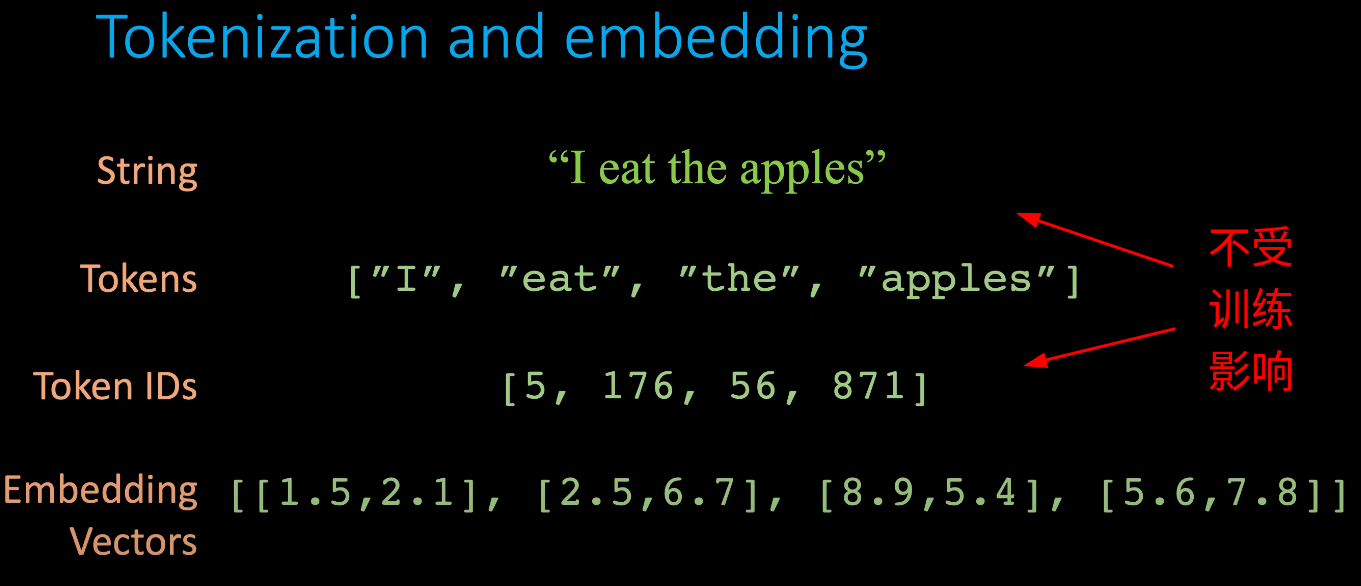 Tokenization and embedding
String “I eat the apples”
不受
Tokens [”I”, ”eat”, ”the”, ”apples”]
训练
Token IDs [5, 176, 56, 871]
影响
Embedding [[1.5,2.1], [2.5,6.7], [8.9,5.4], [5.6,7.8]]
Vectors